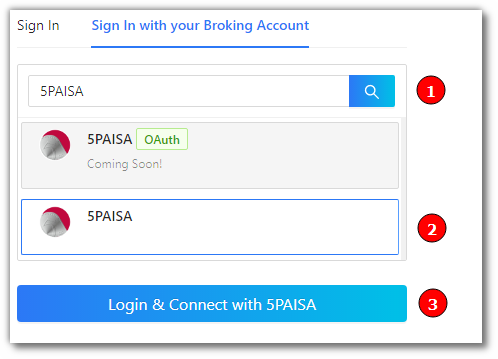 Sign In Sign In with your Broking Account
5PAISA
1
5PAISA OAuth
Coming Soon!
5PAISA
2
Login & Connect with 5PAISA
3